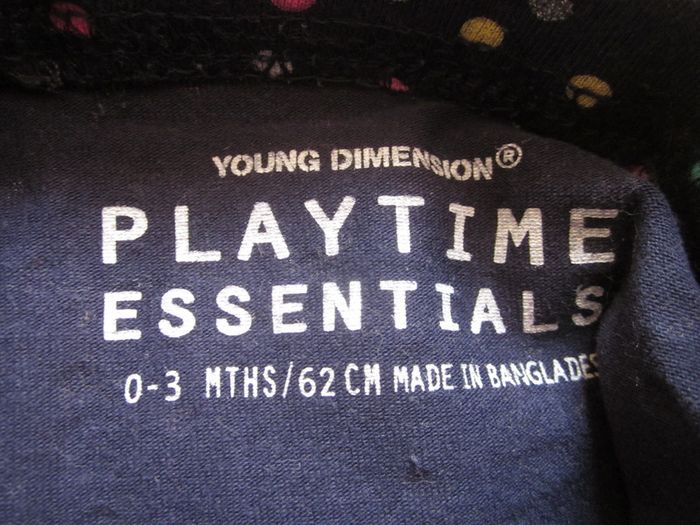 YOUNG DIMENSION®
PLAYTIME
ESSENTIALS
0-3 MTHS/62 CM MADE IN BANGLADES